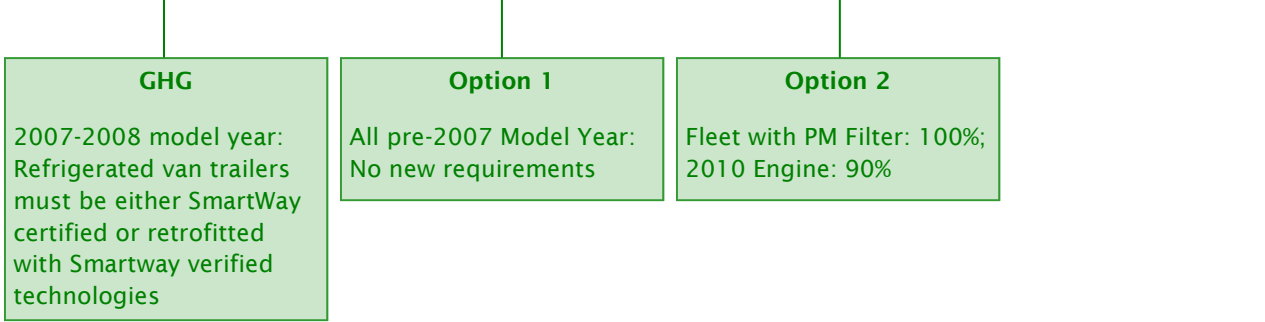 GHG
2007-2008 model year:
Refrigerated van trailers
must be either SmartWay
certified or retrofitted
with Smartway verified
technologies
Option 1
All pre-2007 Model Year:
No new requirements
Option 2
Fleet with PM Filter: 100%;
2010 Engine: 90%